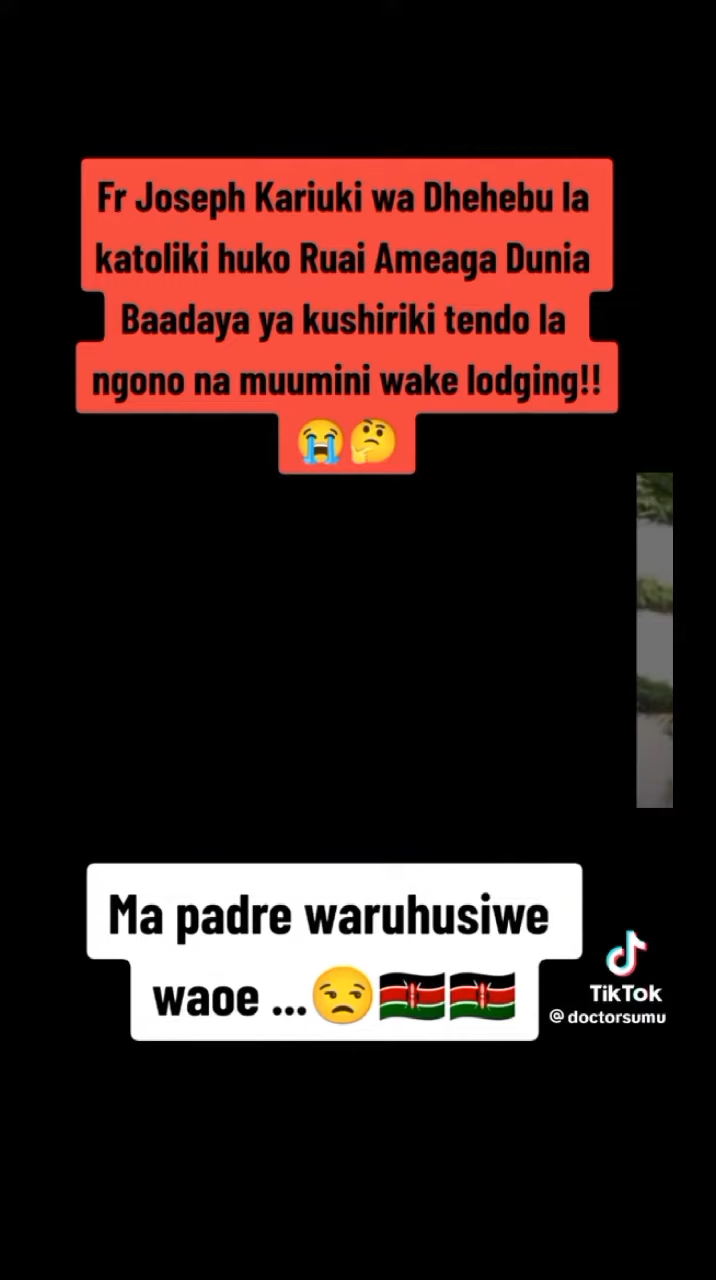 Fr Joseph Kariuki wa Dhehebu la
katoliki huko Ruai Ameaga Dunia
Baadaya ya kushiriki tendo la
ngono na muumini wake lodging!!
😭🤔
Ma padre waruhusiwe
waoe ...😒🇰🇪🇰🇪
TikTok
@doctorsumu